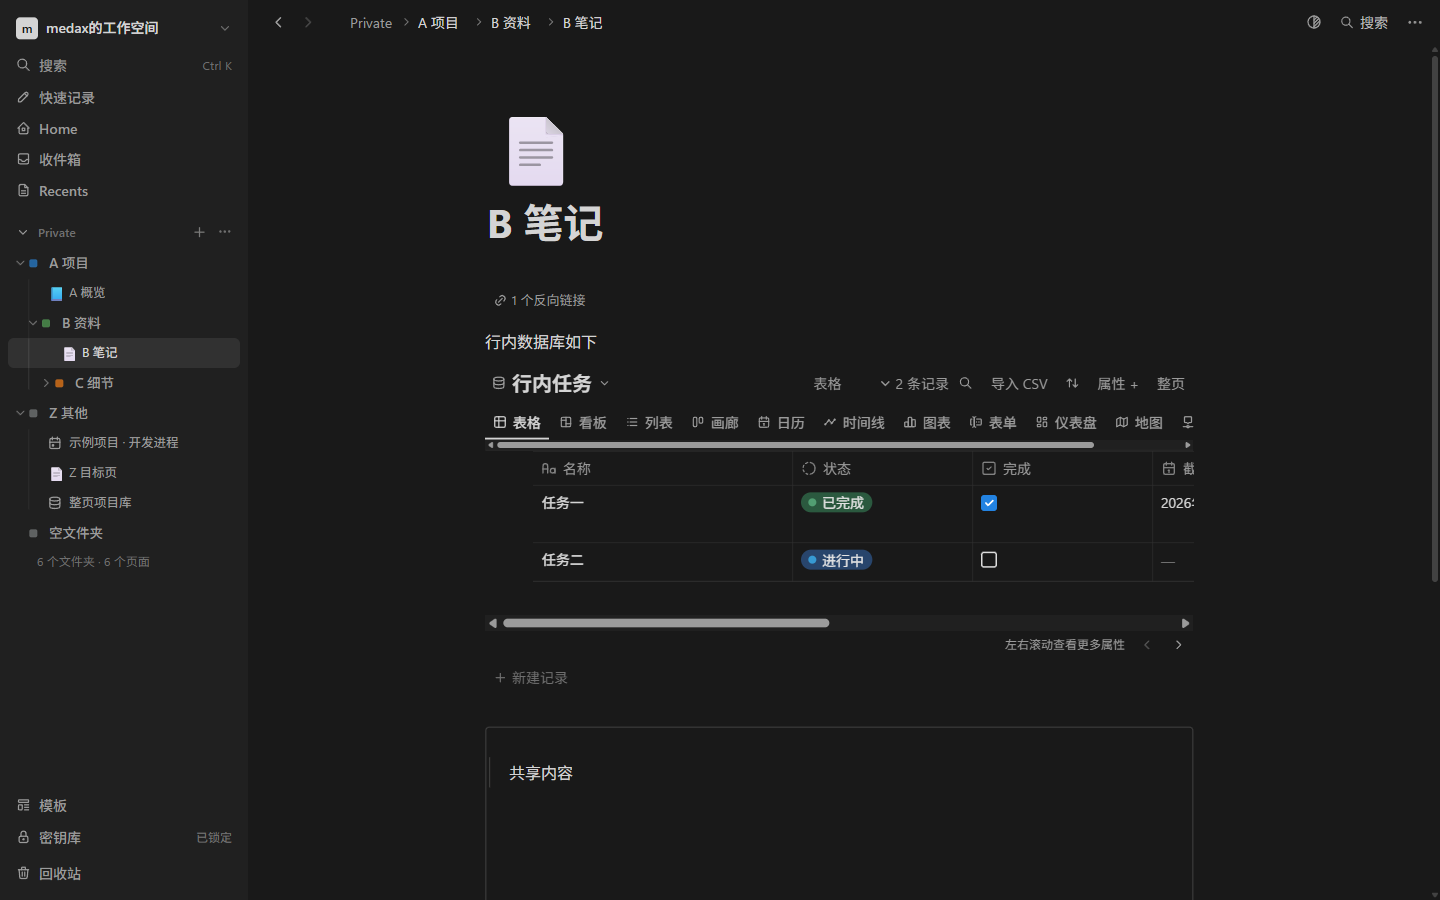 m medax的工作空间
搜索 Ctrl K
快速记录
Home
收件箱
Recents
Private
A 项目
A 概览
B 资料
B 笔记
C 细节
Z 其他
示例项目 · 开发进程
Z 目标页
整页项目库
空文件夹
6 个文件夹 · 6 个页面
模板
密钥库 已锁定
回收站
Private A 项目 B 资料 B 笔记
搜索
B 笔记
1 个反向链接
行内数据库如下
行内任务 表格 2 条记录 导入 CSV 属性 + 整页
表格 看板 列表 画廊 日历 时间线 图表 表单 仪表盘 地图
Aa 名称 状态 完成
任务一 已完成 2026
任务二 进行中 —
左右滚动查看更多属性
新建记录
共享内容